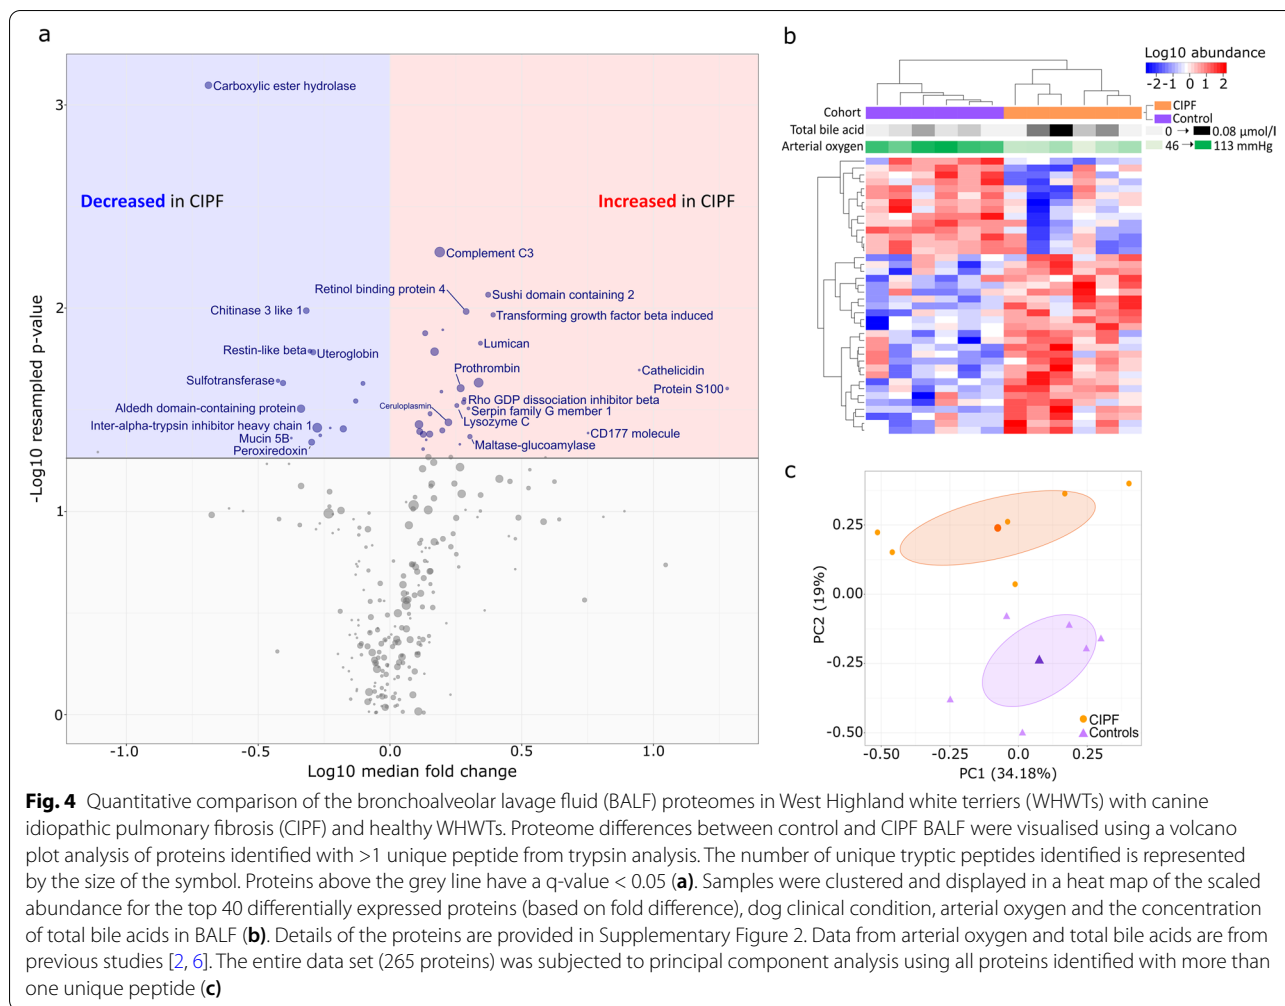 a
-Log10 resampled p-value
3
2
1
0
Decreased in CIPF
Increased in CIPF
Carboxylic ester hydrolase
Complement C3
Retinol binding protein 4
Sushi domain containing 2
Chitinase 3 like 1
Transforming growth factor beta induced
Restin-like beta
Uteroglobin
Lumican
Prothrombin
Cathelicidin
Sulfotransferase
Protein S100
Aldedh domain-containing protein
Ceruloplasmin
Rho GDP dissociation inhibitor beta
Serpin family G member 1
Inter-alpha-trypsin inhibitor heavy chain 1
Lysozyme C
Mucin 5B
CD177 molecule
Peroxiredoxin
Maltase-glucoamylase
-1.0
-0.5
0.0
0.5
1.0
Log10 median fold change
b
Log10 abundance
-2 -1 0 1 2
Cohort
CIPF
Control
Total bile acid
0 → 0.08 µmol/l
Arterial oxygen
46 → 113 mmHg
c
PC2 (19%)
0.25
0.00
-0.25
-0.50
CIPF
Controls
-0.50 -0.25 0.0 0.25
PC1 (34.18%)
Fig. 4 Quantitative comparison of the bronchoalveolar lavage fluid (BALF) proteomes in West Highland white terriers (WHWTs) with canine
idiopathic pulmonary fibrosis (CIPF) and healthy WHWTs. Proteome differences between control and CIPF BALF were visualised using a volcano
plot analysis of proteins identified with >1 unique peptide from trypsin analysis. The number of unique tryptic peptides identified is represented
by the size of the symbol. Proteins above the grey line have a q-value < 0.05 (a). Samples were clustered and displayed in a heat map of the scaled
abundance for the top 40 differentially expressed proteins (based on fold difference), dog clinical condition, arterial oxygen and the concentration
of total bile acids in BALF (b). Details of the proteins are provided in Supplementary Figure 2. Data from arterial oxygen and total bile acids are from
previous studies [2, 6]. The entire data set (265 proteins) was subjected to principal component analysis using all proteins identified with more than
one unique peptide (c)